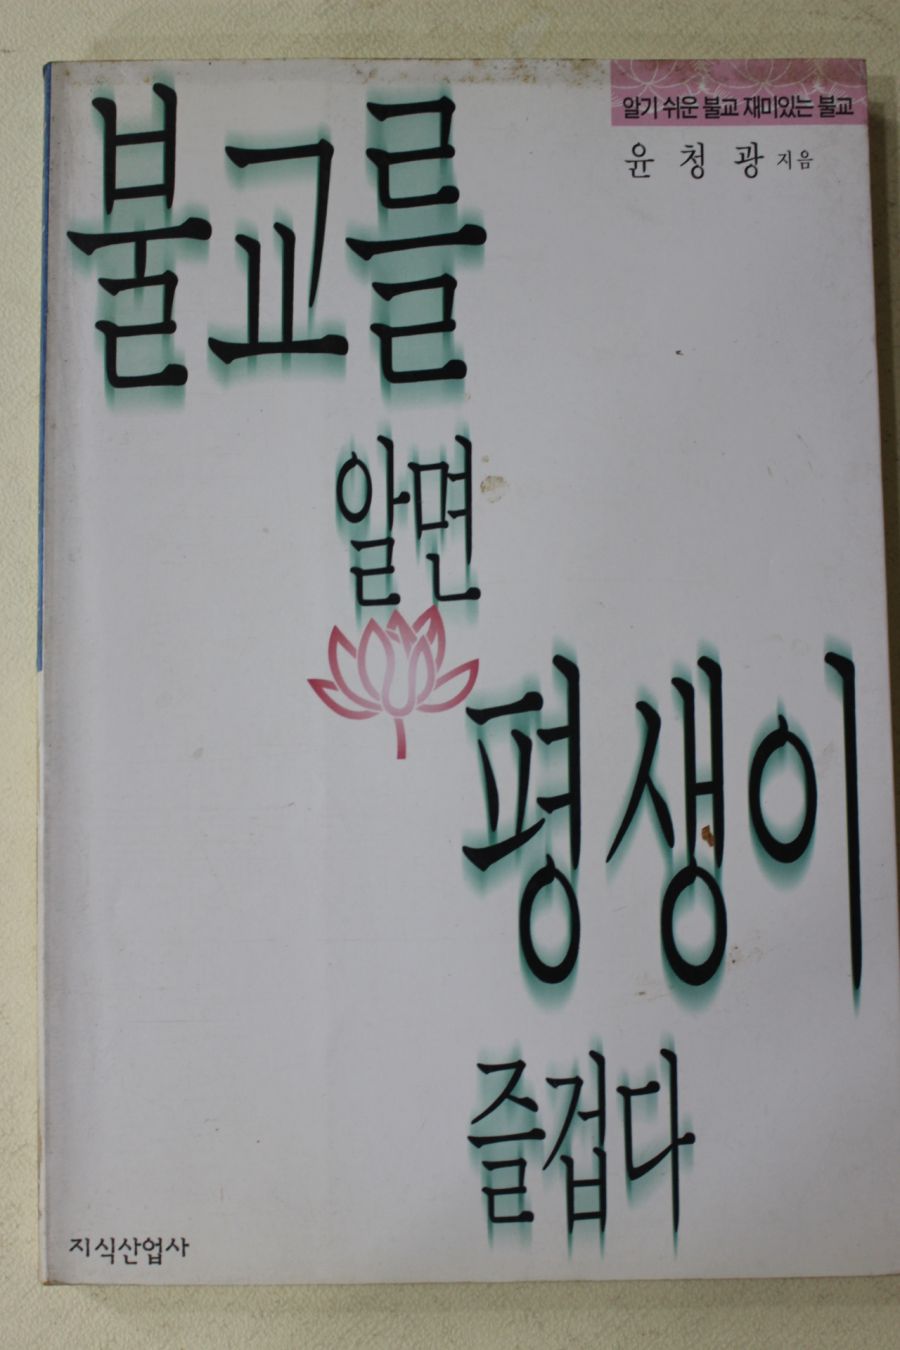 알기 쉬운 불교 재미있는 불교
윤청광 지음
불교를
알면
평생이
즐겁다
지식산업사